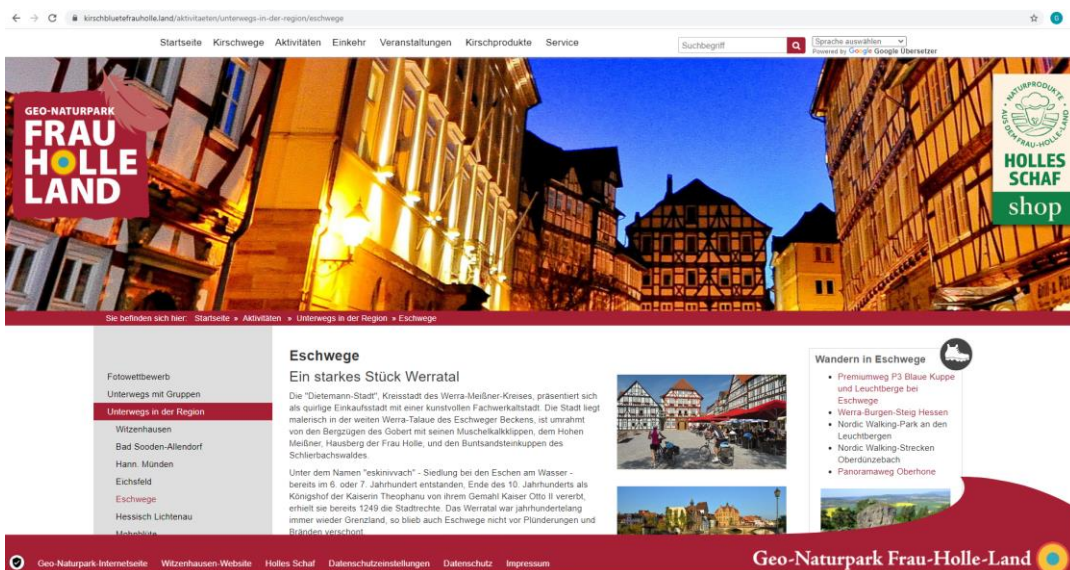 kirschbluetefrauholle.land/aktivitaeten/unterwegs-in-der-region/eschwege
Startseite Kirschwege Aktivitäten Einkehr Veranstaltungen Kirschprodukte Service
Suchbegriff
Sprache auswählen
Powered by Google Google Übersetzer
GEO-NATURPARK
FRAU
HOLLE
LAND
NATURPRODUKTE
AUS DEM FRAU-HOLLE-LAND
HOLLES
SCHAF
shop
Sie befinden sich hier: Startseite » Aktivitäten » Unterwegs in der Region » Eschwege
Fotowettbewerb
Unterwegs mit Gruppen
Unterwegs in der Region
Witzenhausen
Bad Sooden-Allendorf
Hann. Münden
Eichsfeld
Eschwege
Hessisch Lichtenau
Mohnblüte
Eschwege
Ein starkes Stück Werratal
Die "Dietemann-Stadt", Kreisstadt des Werra-Meißner-Kreises, präsentiert sich
als quirlige Einkaufsstadt mit einer kunstvollen Fachwerkaltstadt. Die Stadt liegt
malerisch in der weiten Werra-Talaue des Eschweger Beckens, ist umrahmt
von den Bergzügen des Gobert mit seinen Muschelkalkklippen, dem Hohen
Meißner, Hausberg der Frau Holle, und den Buntsandsteinkuppen des
Schlierbachswaldes.
Unter dem Namen "eskinivvach" - Siedlung bei den Eschen am Wasser -
bereits im 6. oder 7. Jahrhundert entstanden, Ende des 10. Jahrhunderts als
Königshof der Kaiserin Theophanu von ihrem Gemahl Kaiser Otto II vererbt,
erhielt sie bereits 1249 die Stadtrechte. Das Werratal war jahrhundertelang
immer wieder Grenzland, so blieb auch Eschwege nicht vor Plünderungen und
Bränden verschont.
Wandern in Eschwege
Premiumweg P3 Blaue Kuppe
und Leuchtberge bei
Eschwege
Werra-Burgen-Steig Hessen
Nordic Walking-Park an den
Leuchtbergen
Nordic Walking-Strecken
Oberdünzebach
Panoramaweg Oberhone
Geo-Naturpark-Internetseite Witzenhausen-Website Holles Schaf Datenschutzeinstellungen Datenschutz Impressum
Geo-Naturpark Frau-Holle-Land